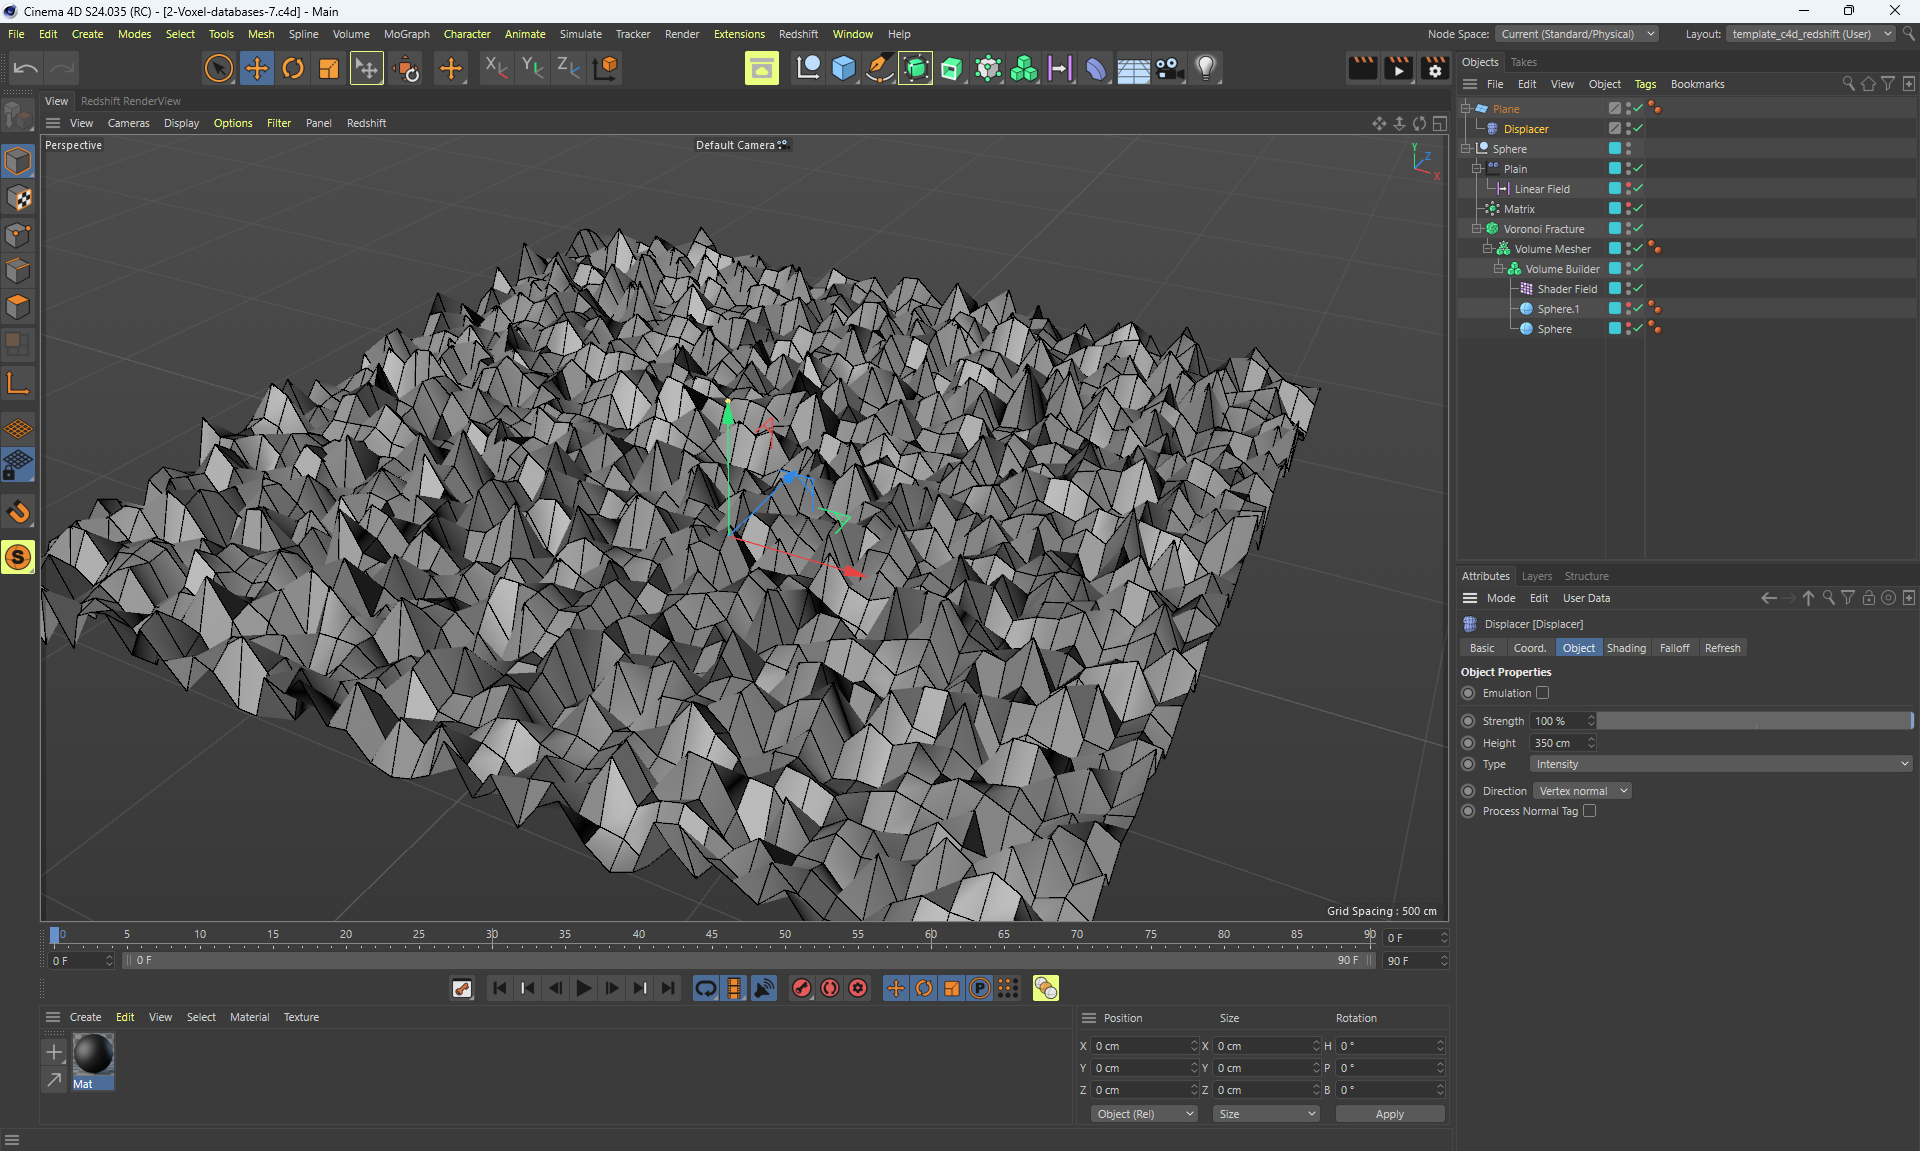 Cinema 4D S24.035 (RC) - [2-Voxel-databases-7.c4d] - Main
File Edit Create Modes Select Tools Mesh Spline Volume MoGraph Character Animate Simulate Tracker Render Extensions Redshift Window Help
Node Space: Current (Standard/Physical) Layout: template_c4d_redshift (User)
X Y Z
Objects Takes
File Edit View Object Tags Bookmarks
View Redshift RenderView
View Cameras Display Options Filter Panel Redshift
Perspective
Default Camera
Y
Z
X
Plane
Displacer
Sphere
Plain
Linear Field
Matrix
Voronoi Fracture
Volume Mesher
Volume Builder
Shader Field
Sphere.1
Sphere
S
Attributes Layers Structure
Mode Edit User Data
Displacer [Displacer]
Basic Coord. Object Shading Falloff Refresh
Object Properties
Emulation
Strength 100 %
Height 350 cm
Type Intensity
Direction Vertex normal
Process Normal Tag
Grid Spacing : 500 cm
0 5 10 15 20 25 30 35 40 45 50 55 60 65 70 75 80 85 90 0 F
0 F 0 F 90 F 90 F
P
Create Edit View Select Material Texture
Mat
Position Size Rotation
X 0 cm X 0 cm H 0 °
Y 0 cm Y 0 cm P 0 °
Z 0 cm Z 0 cm B 0 °
Object (Rel) Size Apply